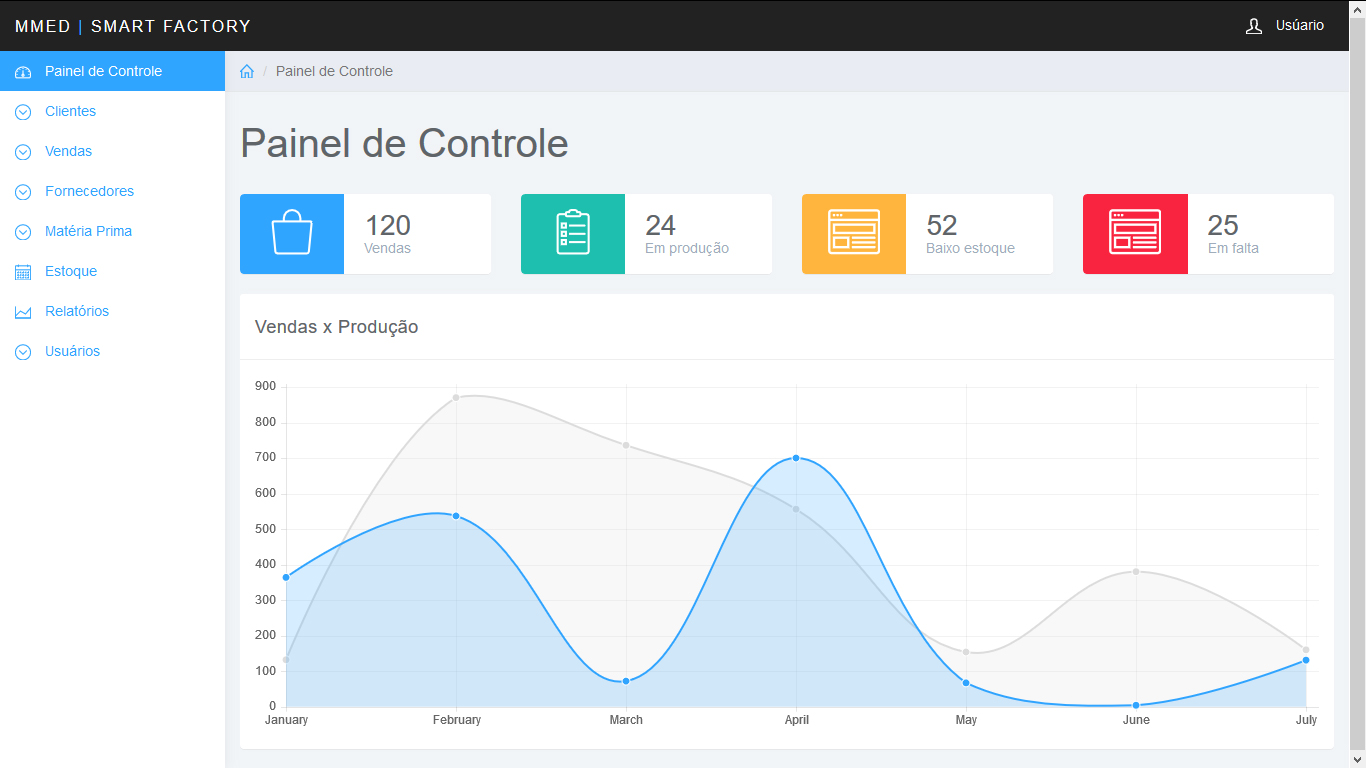 MMED | SMART FACTORY
Usúario
Painel de Controle
Clientes
Vendas
Fornecedores
Matéria Prima
Estoque
Relatórios
Usuários
/ Painel de Controle
Painel de Controle
120
Vendas
24
Em produção
52
Baixo estoque
25
Em falta
Vendas x Produção
900
800
700
600
500
400
300
200
100
0
January February March April May June July